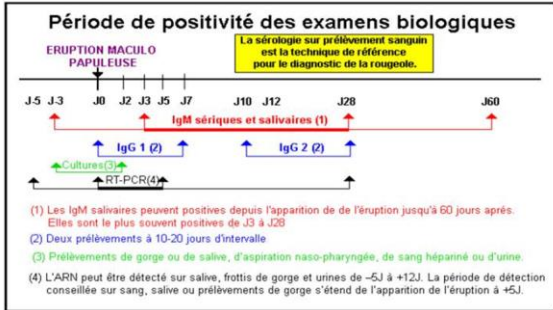 Période de positivité des examens biologiques
ERUPTION MACULO
PAPULEUSE
La sérologie sur prélèvement sanguin
est la technique de référence
pour le diagnostic de la rougeole.
J-5 J-3 J0 J2 J3 J5 J7 J10 J12 J28 J60
IgM sériques et salivaires (1)
IgG 1 (2) IgG 2 (2)
Cultures(3)
RT-PCR(4)
(1) Les IgM salivaires peuvent positives depuis l'apparition de de l'éruption jusqu'à 60 jours aprés.
Elles sont le plus souvent positives de J3 à J28
(2) Deux prélèvements à 10-20 jours d'intervalle
(3) Prélèvements de gorge ou de salive, d'aspiration naso-pharyngée, de sang hépariné ou d'urine.
(4) L'ARN peut être détecté sur salive, frottis de gorge et urines de –5J à +12J. La période de détection
conseillée sur sang, salive ou prélèvements de gorge s'étend de l'apparition de l'éruption à +5J.